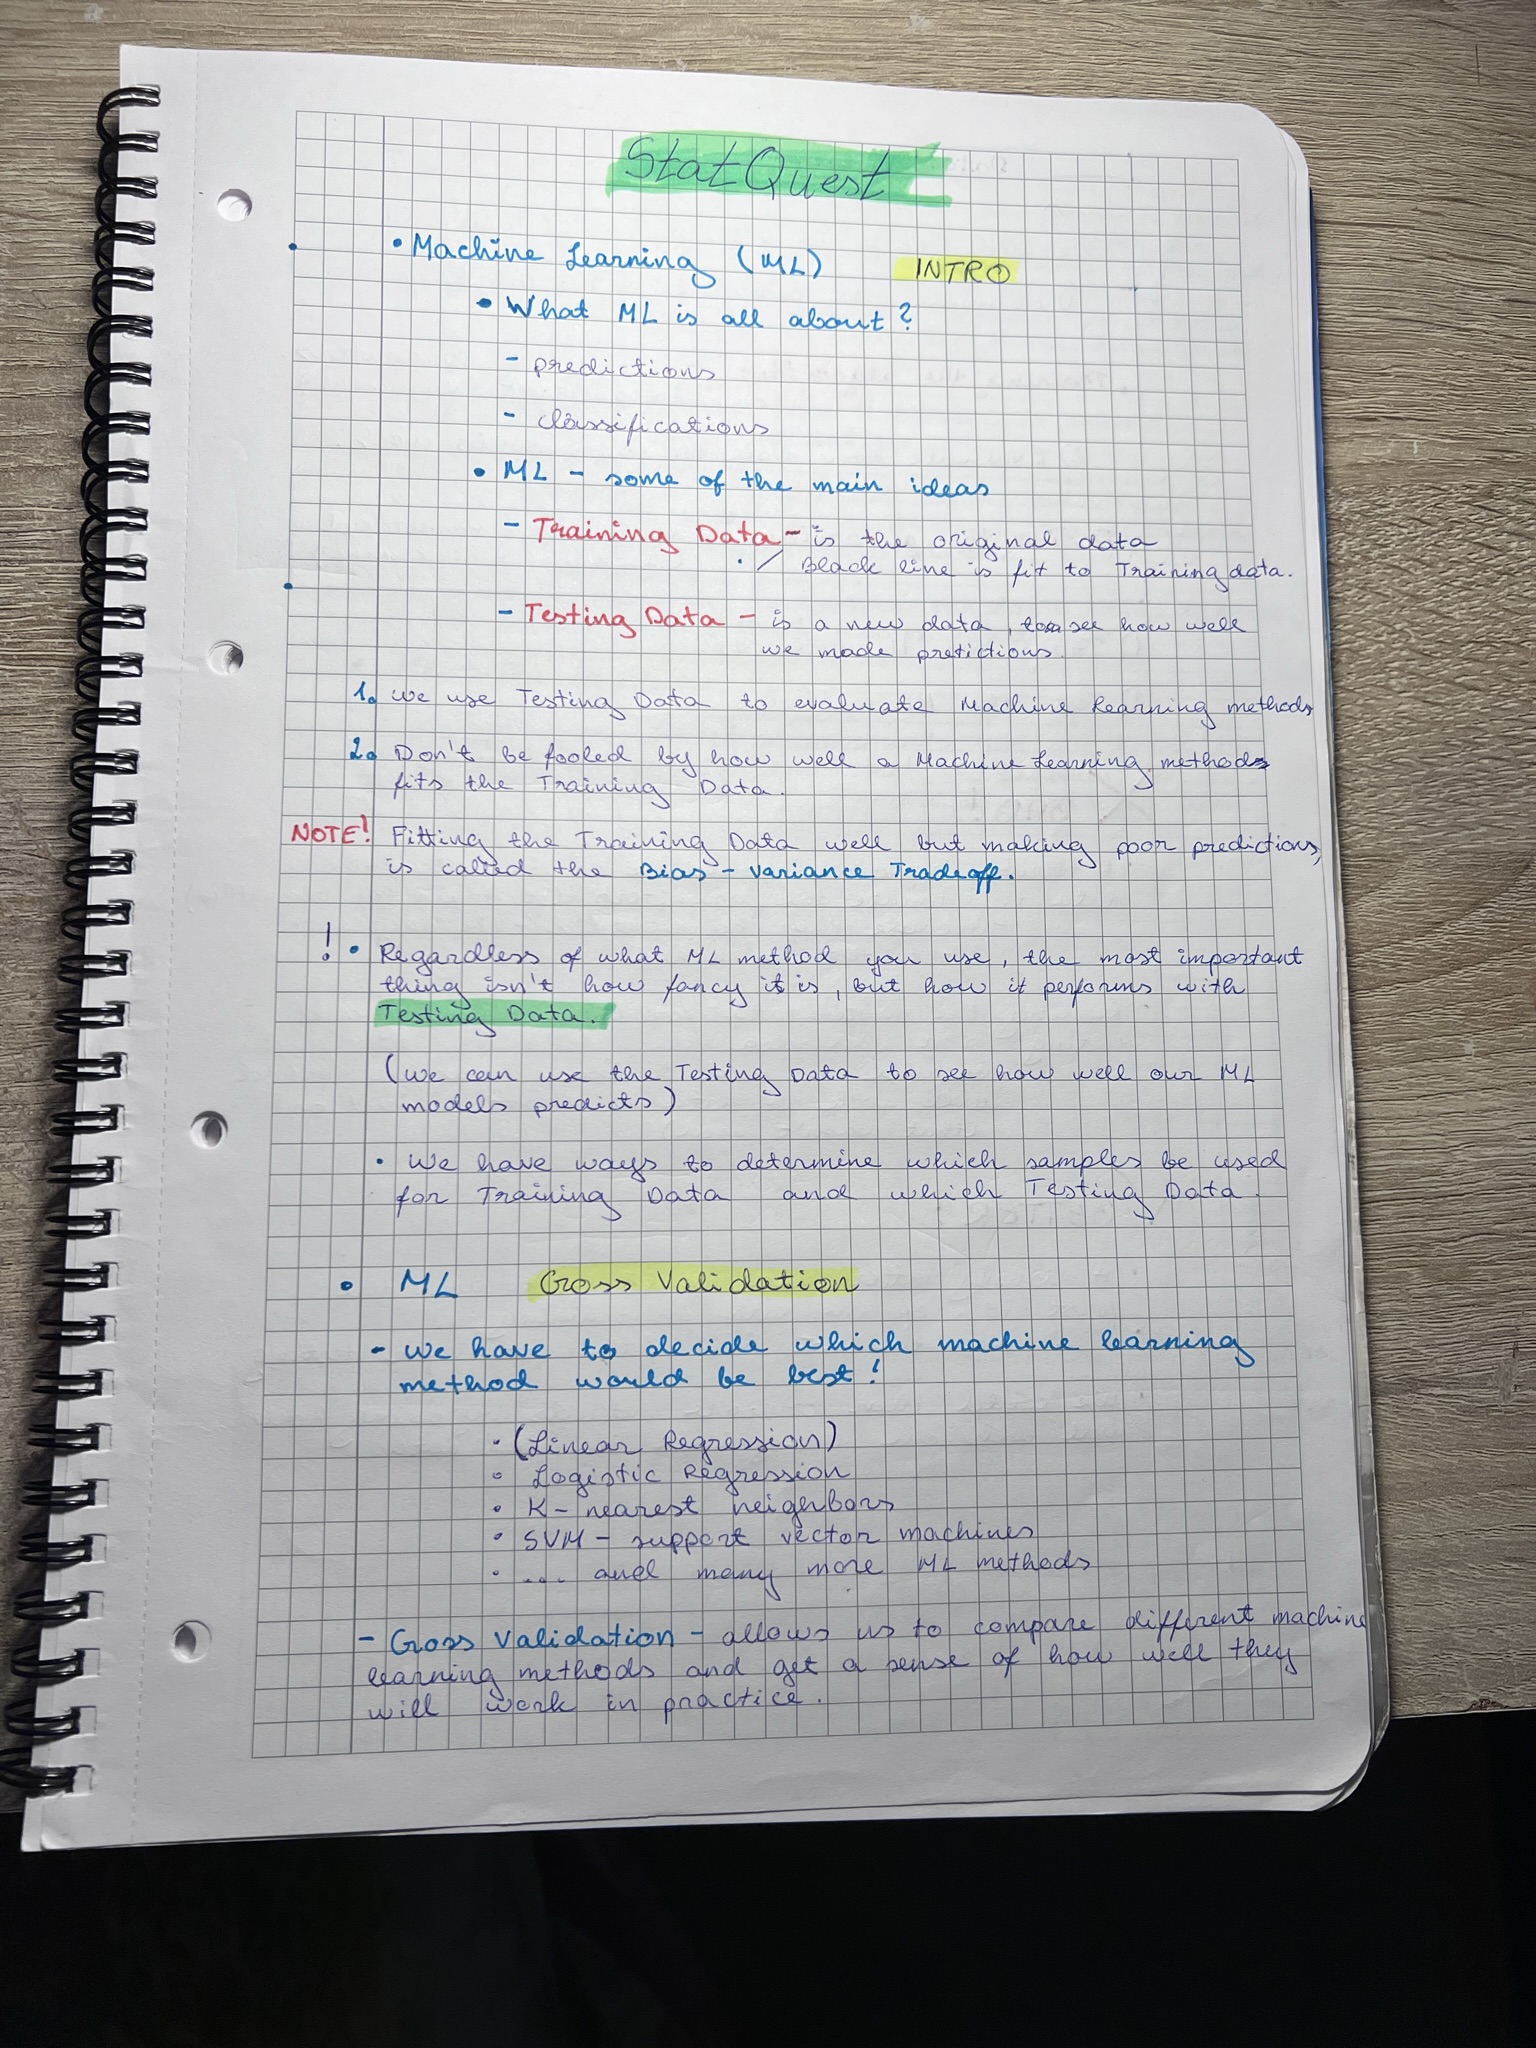 StatQuest
• Machine Learning (ML) INTRO
• What ML is all about?
- predictions
- classifications
• ML - some of the main ideas
- Training Data - is the original data
Black line is fit to Training data.
- Testing Data - is a new data, to see how well
we made pretictions.
1. We use Testing Data to evaluate Machine Learning methods
2. Don't be fooled by how well a Machine Learning methods
fits the Training Data.
NOTE! Fitting the Training Data well but making poor predictions,
is called the Bias - Variance Tradeoff.
! • Regardless of what ML method you use, the most important
thing isn't how fancy it is, but how it performs with
Testing Data.
(We can use the Testing Data to see how well our ML
models predicts)
• We have ways to determine which samples be used
for Training Data and which Testing Data
• ML Cross Validation
- We have to decide which machine learning
method would be best!
• (Linear Regression)
• Logistic Regression
• K-nearest neighbors
• SVM - support vector machines
• .... and many more ML methods
- Cross Validation - allows us to compare different machine
learning methods and get a sense of how well they
will work in practice.